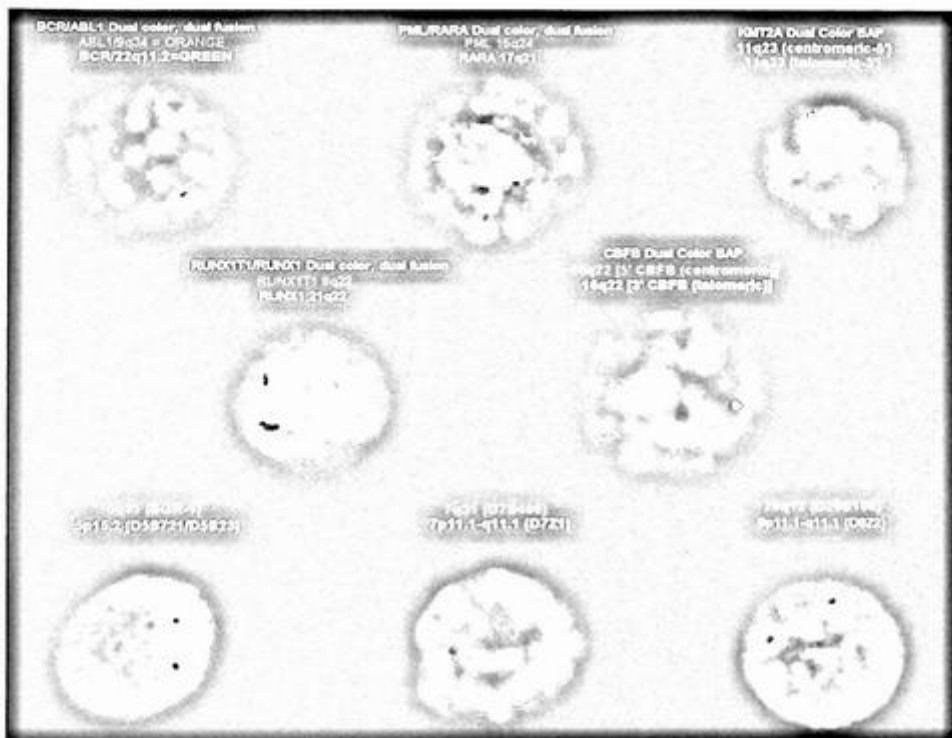 BCR/ABL1 Dual color, dual fusion
ABL1/9q34 = ORANGE
BCR/22q11.2=GREEN
PML/RARA Dual color, dual fusion
PML 15q24
RARA 17q21
KMT2A Dual Color BAP
11q23 (centromeric-5')
RUNX1T1/RUNX1 Dual color, dual fusion
RUNX1T1 8q22
RUNX1/21q22
CBFB Dual Color BAP
[5' CBFB (centromeric)]
16q22 [3' CBFB (telomeric)]
5p15.2 (D5S721/D5S23)
7p11.1-q11.1 (D7Z1)
8p11.1-q11.1 (D8Z2)